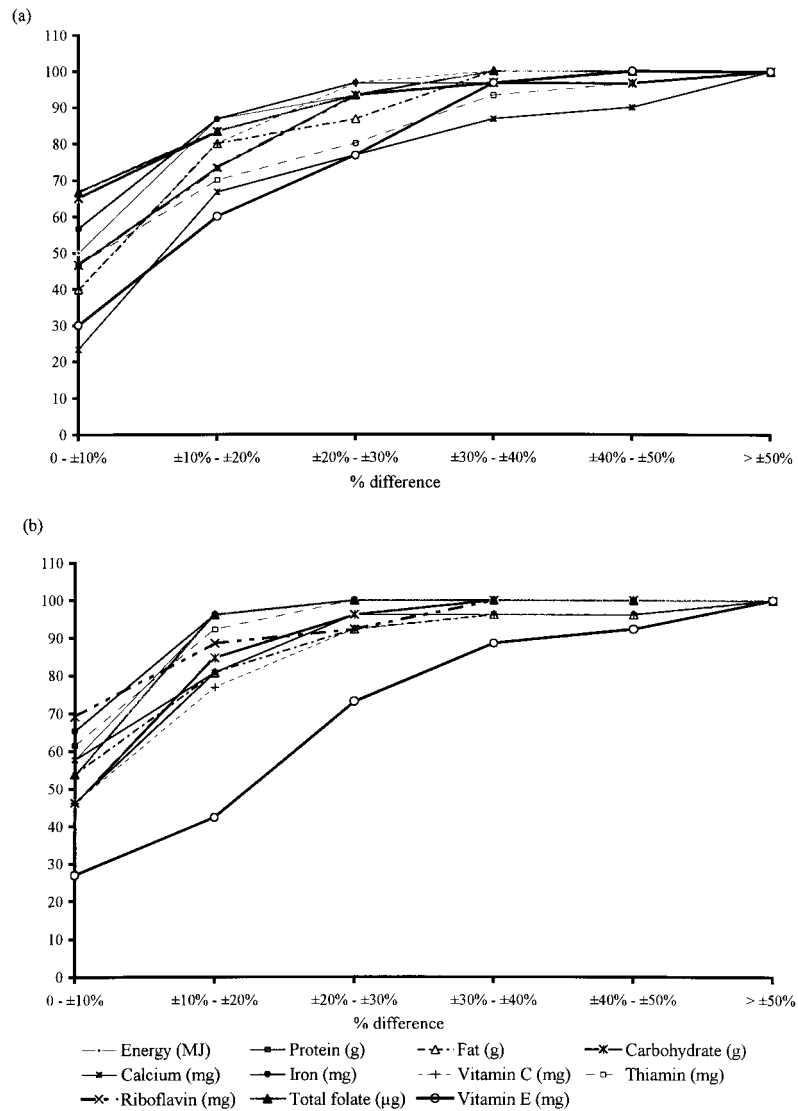 (a)
110
100
90
80
70
60
50
40
30
20
10
0
0 - ±10% ±10% - ±20% ±20% - ±30% ±30% - ±40% ±40% - ±50% > ±50%
% difference
(b)
110
100
90
80
70
60
50
40
30
20
10
0
0 - ±10% ±10% - ±20% ±20% - ±30% ±30% - ±40% ±40% - ±50% > ±50%
% difference
Energy (MJ) Protein (g) Fat (g) Carbohydrate (g)
Calcium (mg) Iron (mg) Vitamin C (mg) Thiamin (mg)
Riboflavin (mg) Total folate (µg) Vitamin E (mg)